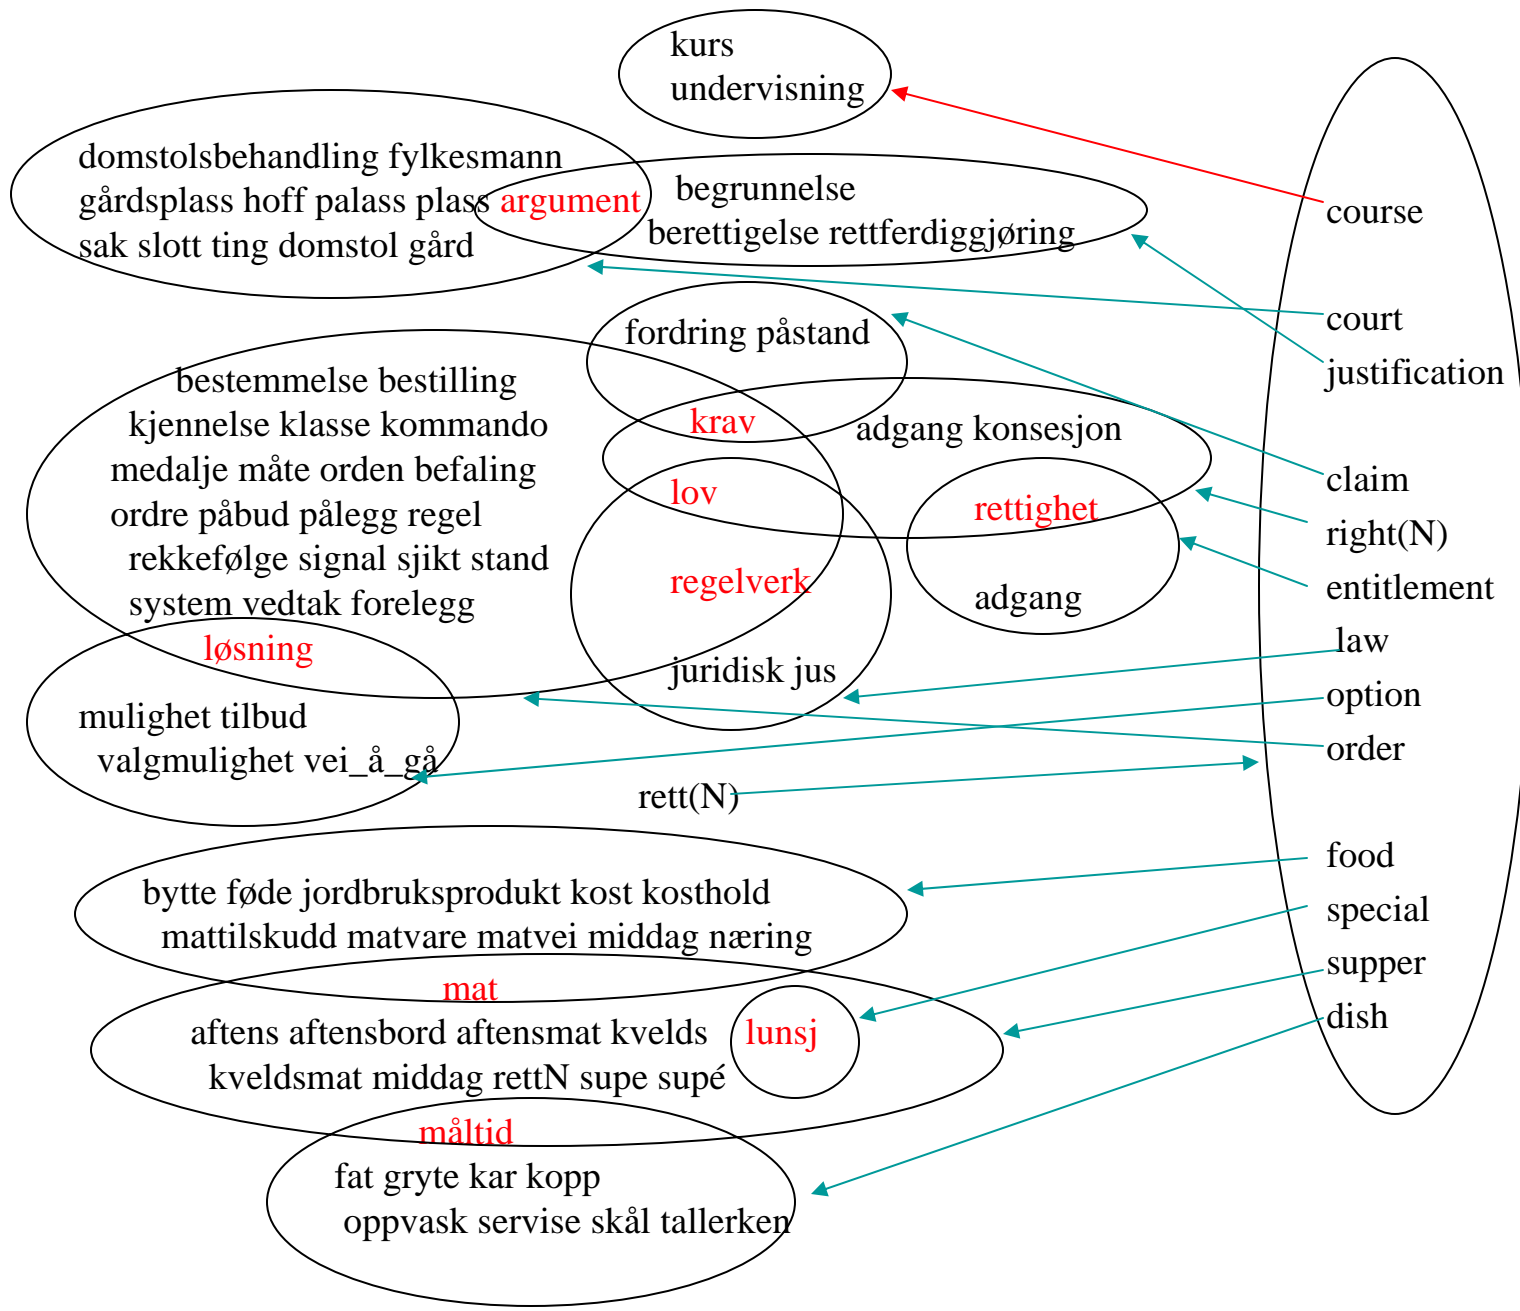 kurs
undervisning
domstolsbehandling fylkesmann
gårdsplass hoff palass plass argument
sak slott ting domstol gård
begrunnelse
berettigelse rettferdiggjøring
fordring påstand
krav
adgang konsesjon
bestemmelse bestilling
kjennelse klasse kommando
medalje måte orden befaling
ordre påbud pålegg regel
rekkefølge signal sjikt stand
system vedtak forelegg
løsning
lov
rettighet
regelverk
adgang
juridisk jus
mulighet tilbud
valgmulighet vei_å_gå
rett(N)
bytte føde jordbruksprodukt kost kosthold
mattilskudd matvare matvei middag næring
mat
aftens aftensbord aftensmat kvelds lunsj
kveldsmat middag rettN supe supé
måltid
fat gryte kar kopp
oppvask servise skål tallerken
course
court
justification
claim
right(N)
entitlement
law
option
order
food
special
supper
dish